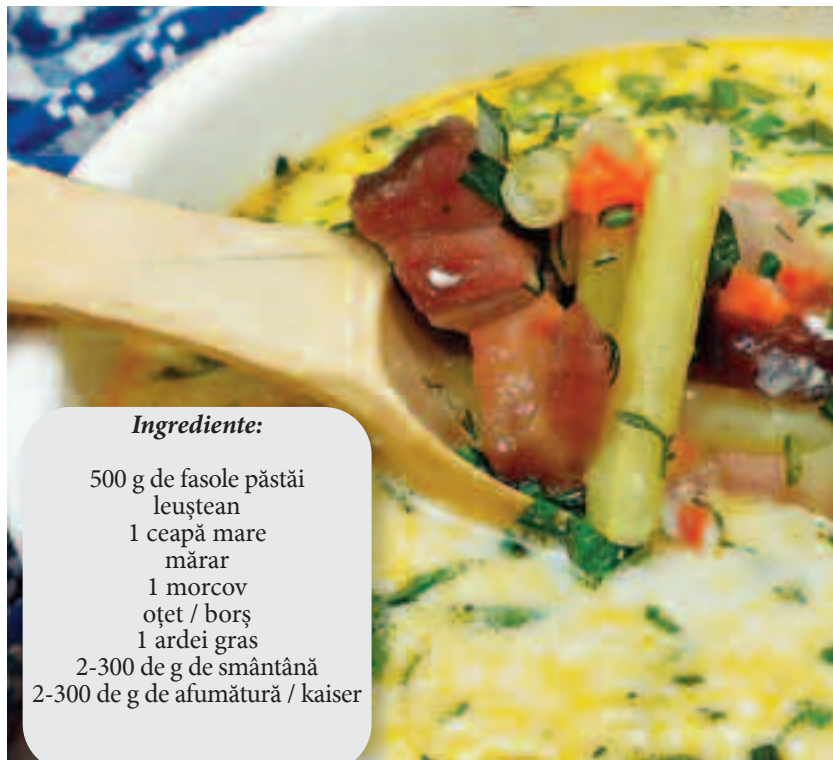 Ingrediente:
500 g de fasole păstăi
leuștean
1 ceapă mare
mărar
1 morcov
oțet / borș
1 ardei gras
2-300 de g de smântână
2-300 de g de afumătură / kaiser